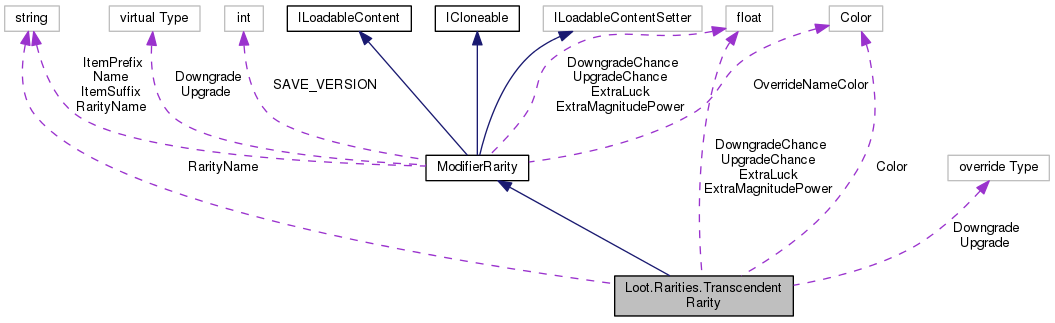 string
virtual Type
int
ILoadableContent
ICloneable
ILoadableContentSetter
float
Color
ItemPrefix
Name
ItemSuffix
RarityName
Downgrade
Upgrade
SAVE_VERSION
DowngradeChance
UpgradeChance
ExtraLuck
ExtraMagnitudePower
OverrideNameColor
RarityName
ModifierRarity
DowngradeChance
UpgradeChance
ExtraLuck
ExtraMagnitudePower
Color
override Type
Downgrade
Upgrade
Loot.Rarities.Transcendent
Rarity